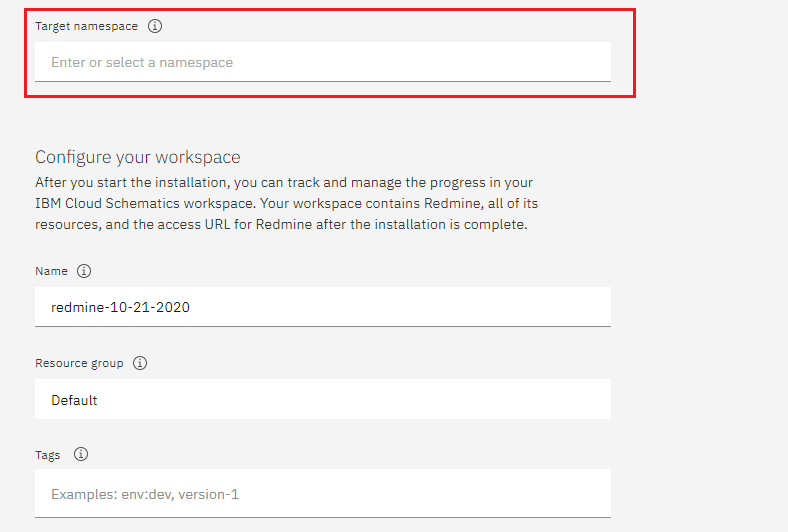 Target namespace
Enter or select a namespace
Configure your workspace
After you start the installation, you can track and manage the progress in your
IBM Cloud Schematics workspace. Your workspace contains Redmine, all of its
resources, and the access URL for Redmine after the installation is complete.
Name
redmine-10-21-2020
Resource group
Default
Tags
Examples: env:dev, version-1